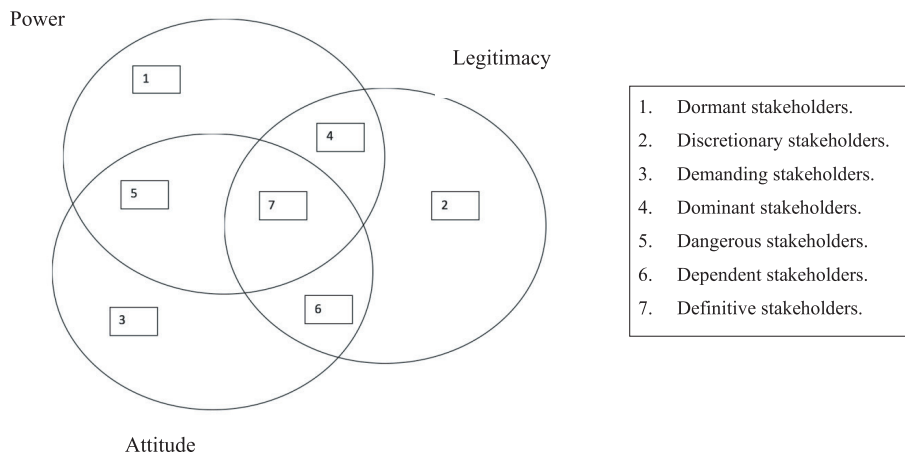 Power
Legitimacy
1
4
5
7
2
3
6
Attitude
1. Dormant stakeholders.
2. Discretionary stakeholders.
3. Demanding stakeholders.
4. Dominant stakeholders.
5. Dangerous stakeholders.
6. Dependent stakeholders.
7. Definitive stakeholders.